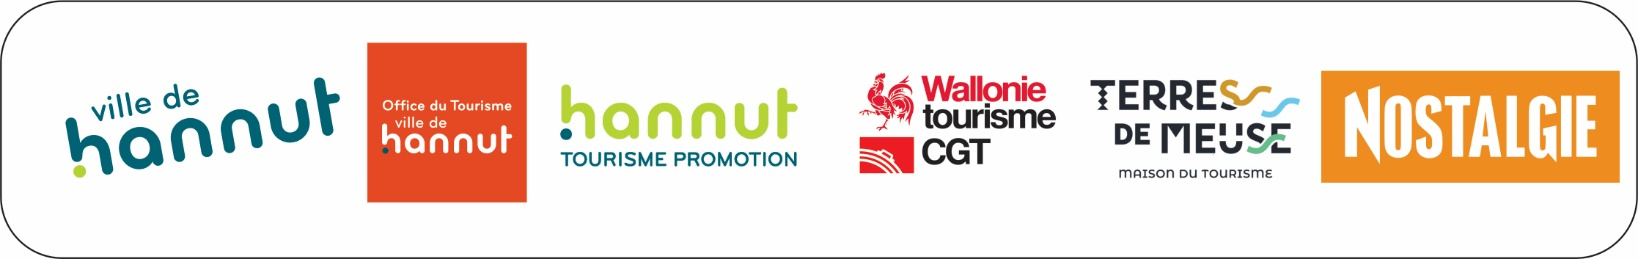 ville de
hannut
Office du Tourisme
ville de
hannut
hannut
TOURISME PROMOTION
Wallonie
tourisme
CGT
TERRES
DE MEUSE
MAISON DU TOURISME
NOSTALGIE